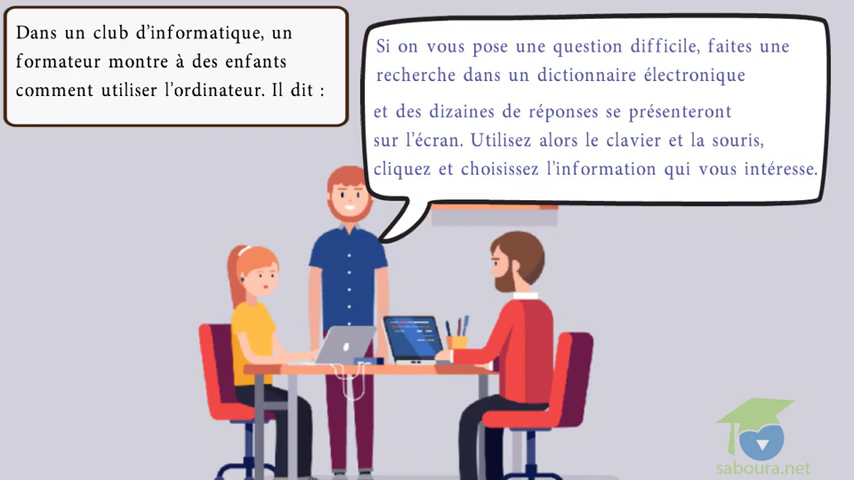 Dans un club d’informatique, un
formateur montre à des enfants
comment utiliser l’ordinateur. Il dit :
Si on vous pose une question difficile, faites une
recherche dans un dictionnaire électronique
et des dizaines de réponses se présenteront
sur l’écran. Utilisez alors le clavier et la souris,
cliquez et choisissez l’information qui vous intéresse.
saboura.net